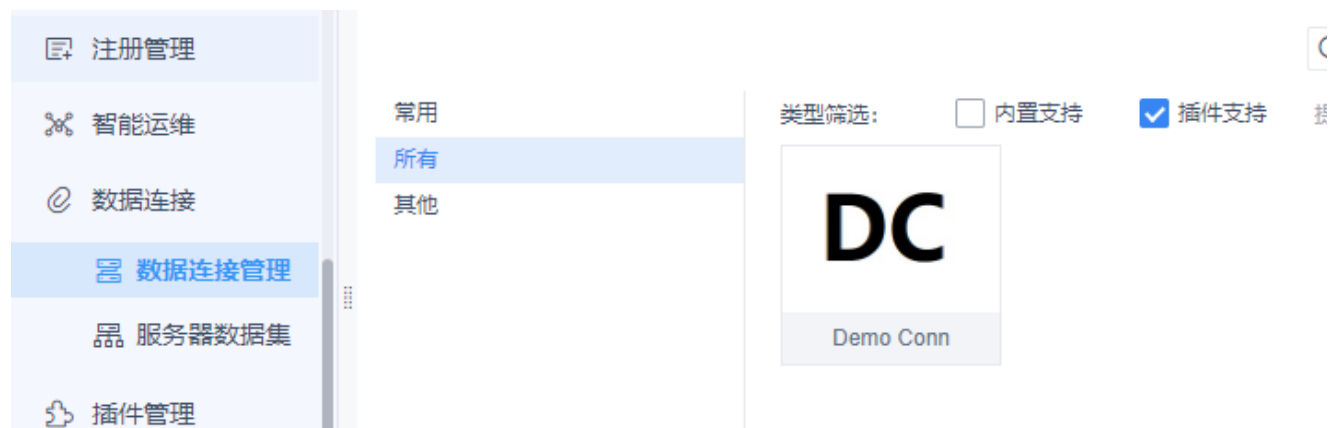 注册管理
智能运维
数据连接
数据连接管理
服务器数据集
插件管理
常用
所有
其他
类型筛选: 内置支持 插件支持
DC
Demo Conn